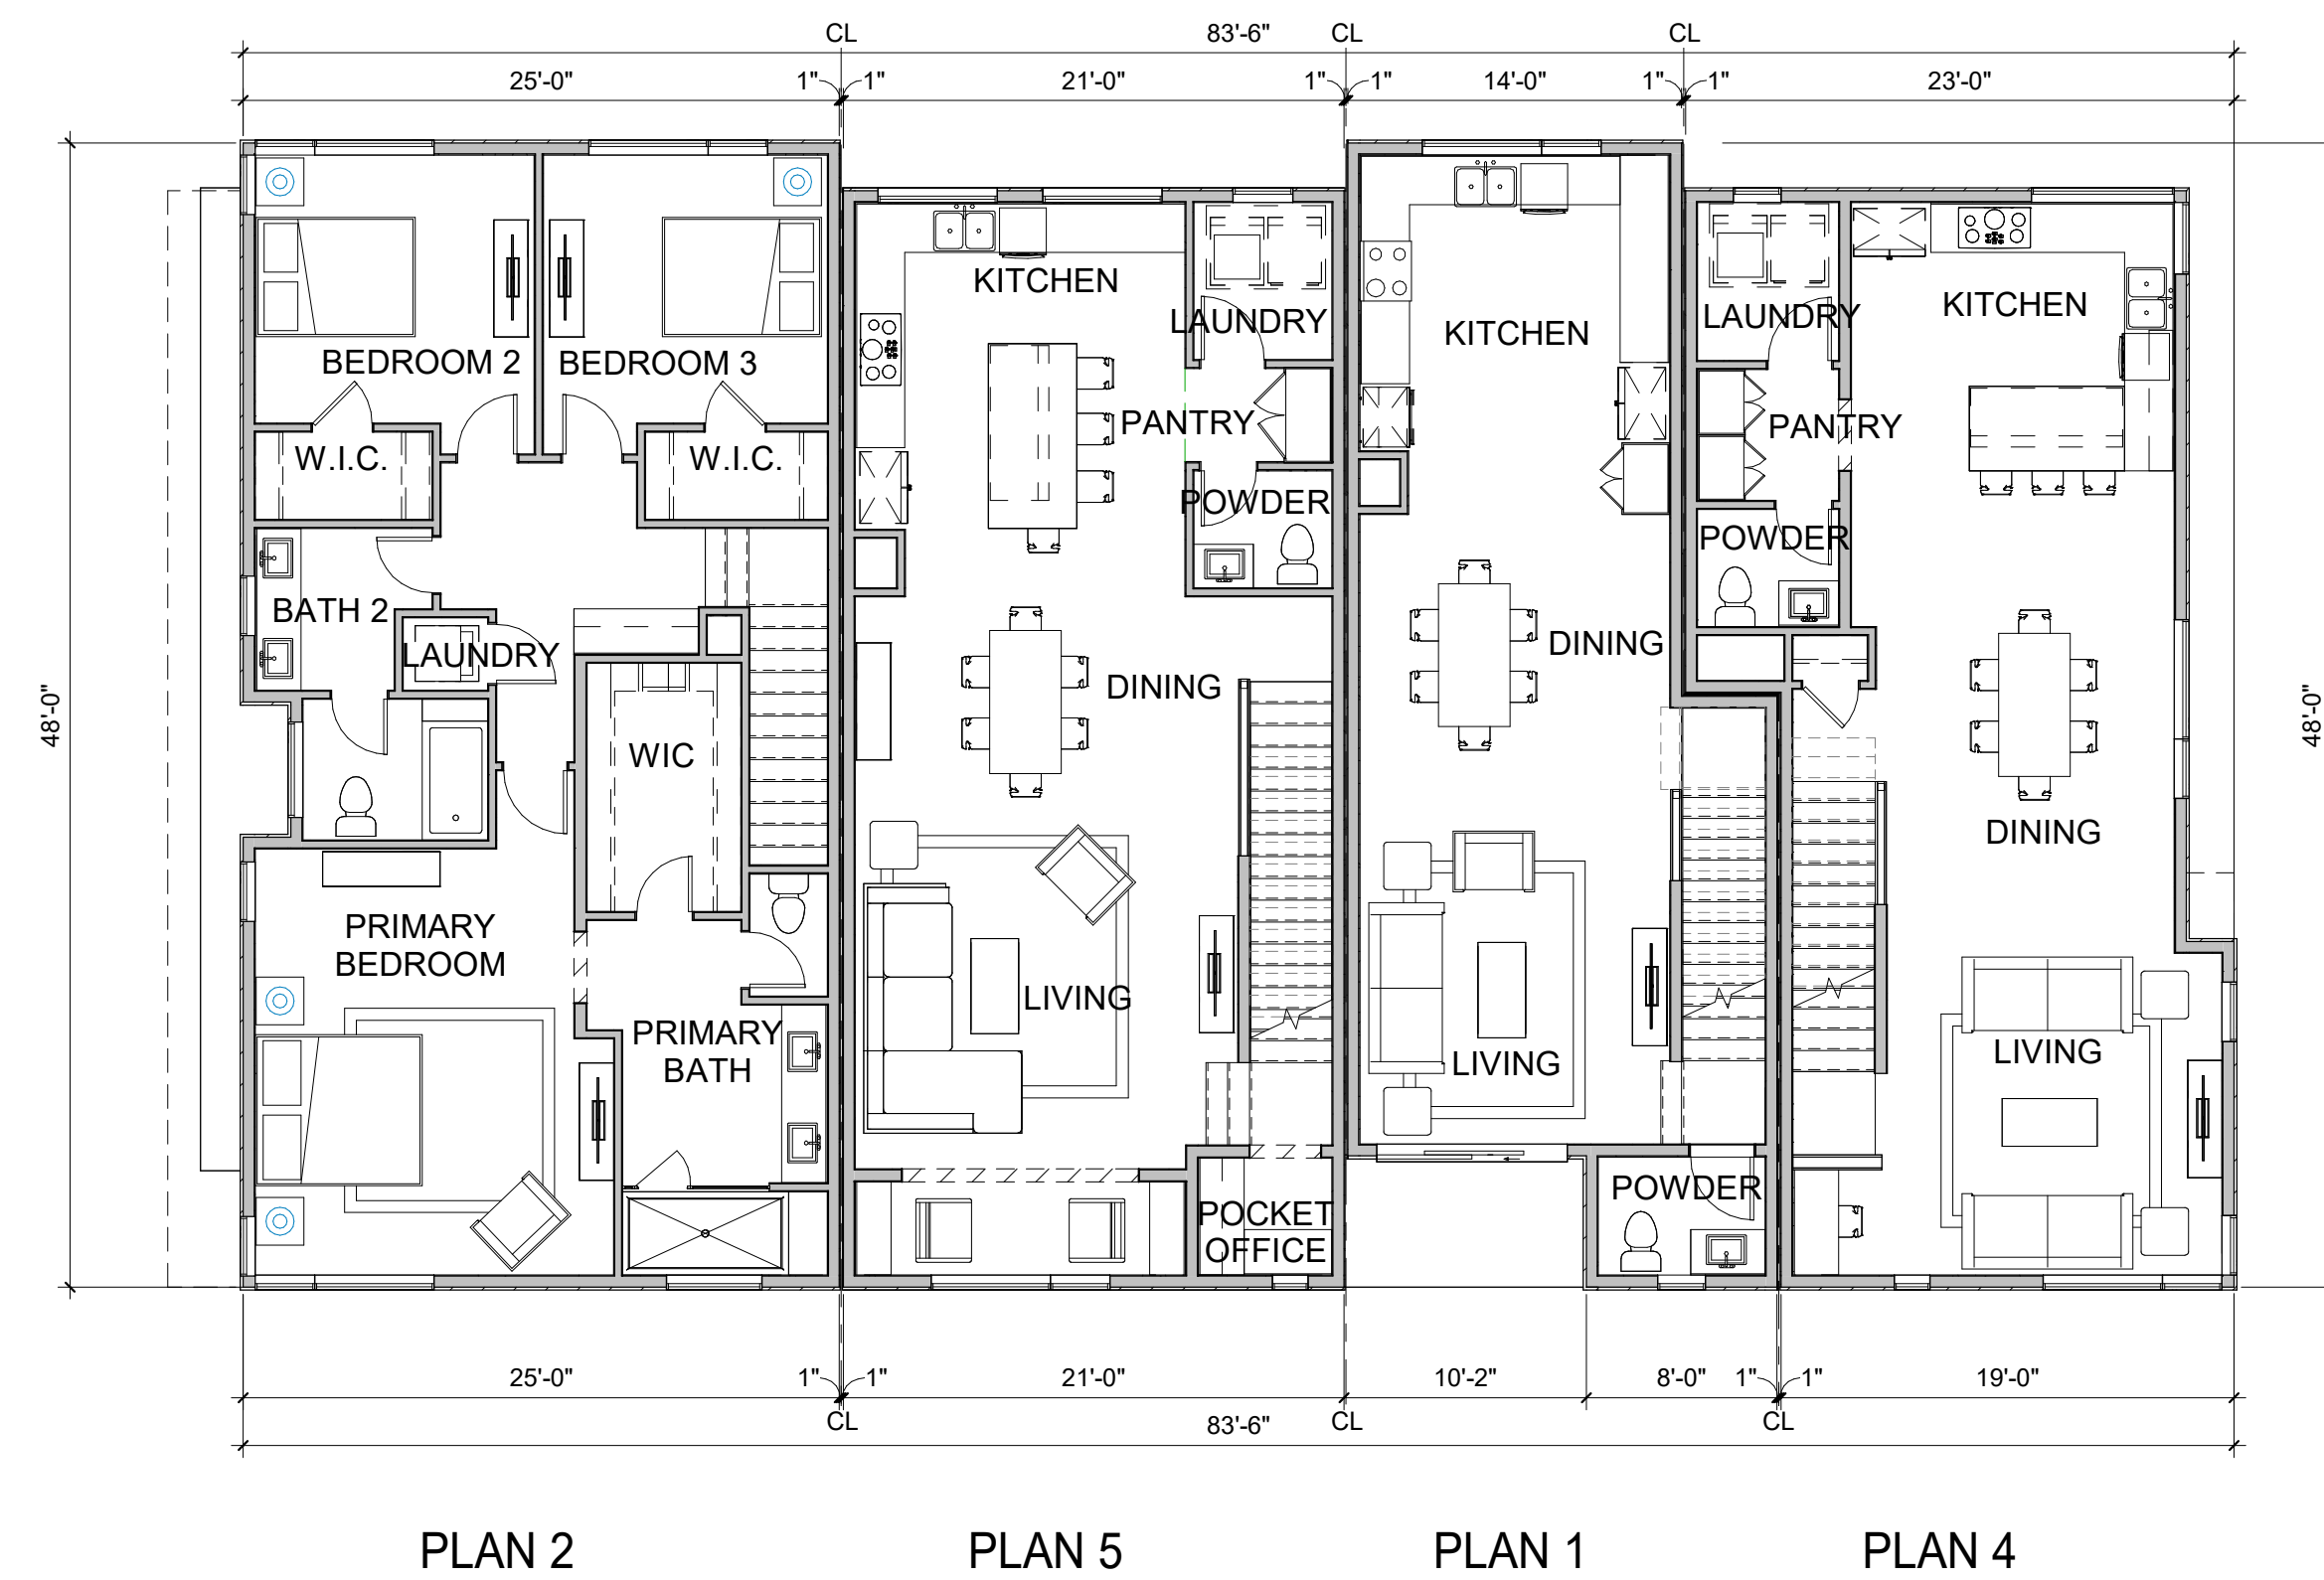 CL 83'-6" CL CL
25'-0" 1" 1" 21'-0" 1" 1" 14'-0" 1" 1" 23'-0"
KITCHEN
LAUNDRY
LAUNDRY
KITCHEN
KITCHEN
BEDROOM 2
BEDROOM 3
PANTRY
PANTRY
W.I.C.
W.I.C.
POWDER
POWDER
BATH 2
LAUNDRY
DINING
DINING
48'-0"
48'-0"
WIC
DINING
PRIMARY
BEDROOM
LIVING
PRIMARY
BATH
LIVING
LIVING
POWDER
POCKET
OFFICE
25'-0" 1" 1" 21'-0" 10'-2" 8'-0" 1" 1" 19'-0"
CL 83'-6" CL CL
PLAN 2 PLAN 5 PLAN 1 PLAN 4